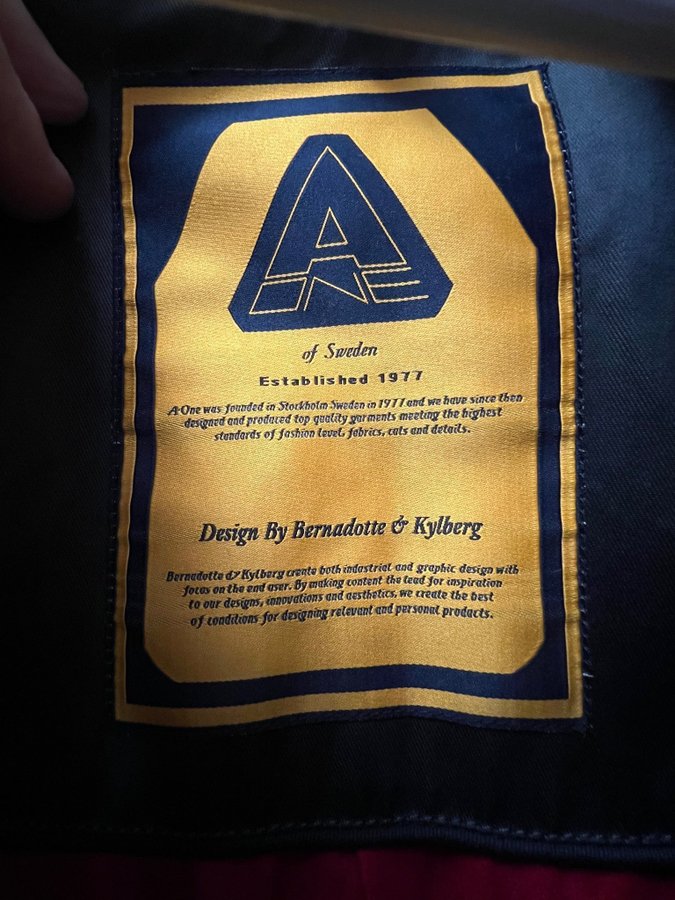 A
ONE
of Sweden
Established 1977
A-One was founded in Stockholm Sweden in 1977 and we have since then
designed and produced top quality garments meeting the highest
standards of fashion level, fabrics, cuts and details.
Design By Bernadotte & Kylberg
Bernadotte & Kylberg create both industrial and graphic design with
focus on the end user. By making content the lead for inspiration
to our designs, innovations and aesthetics, we create the best
of conditions for designing relevant and personal products.